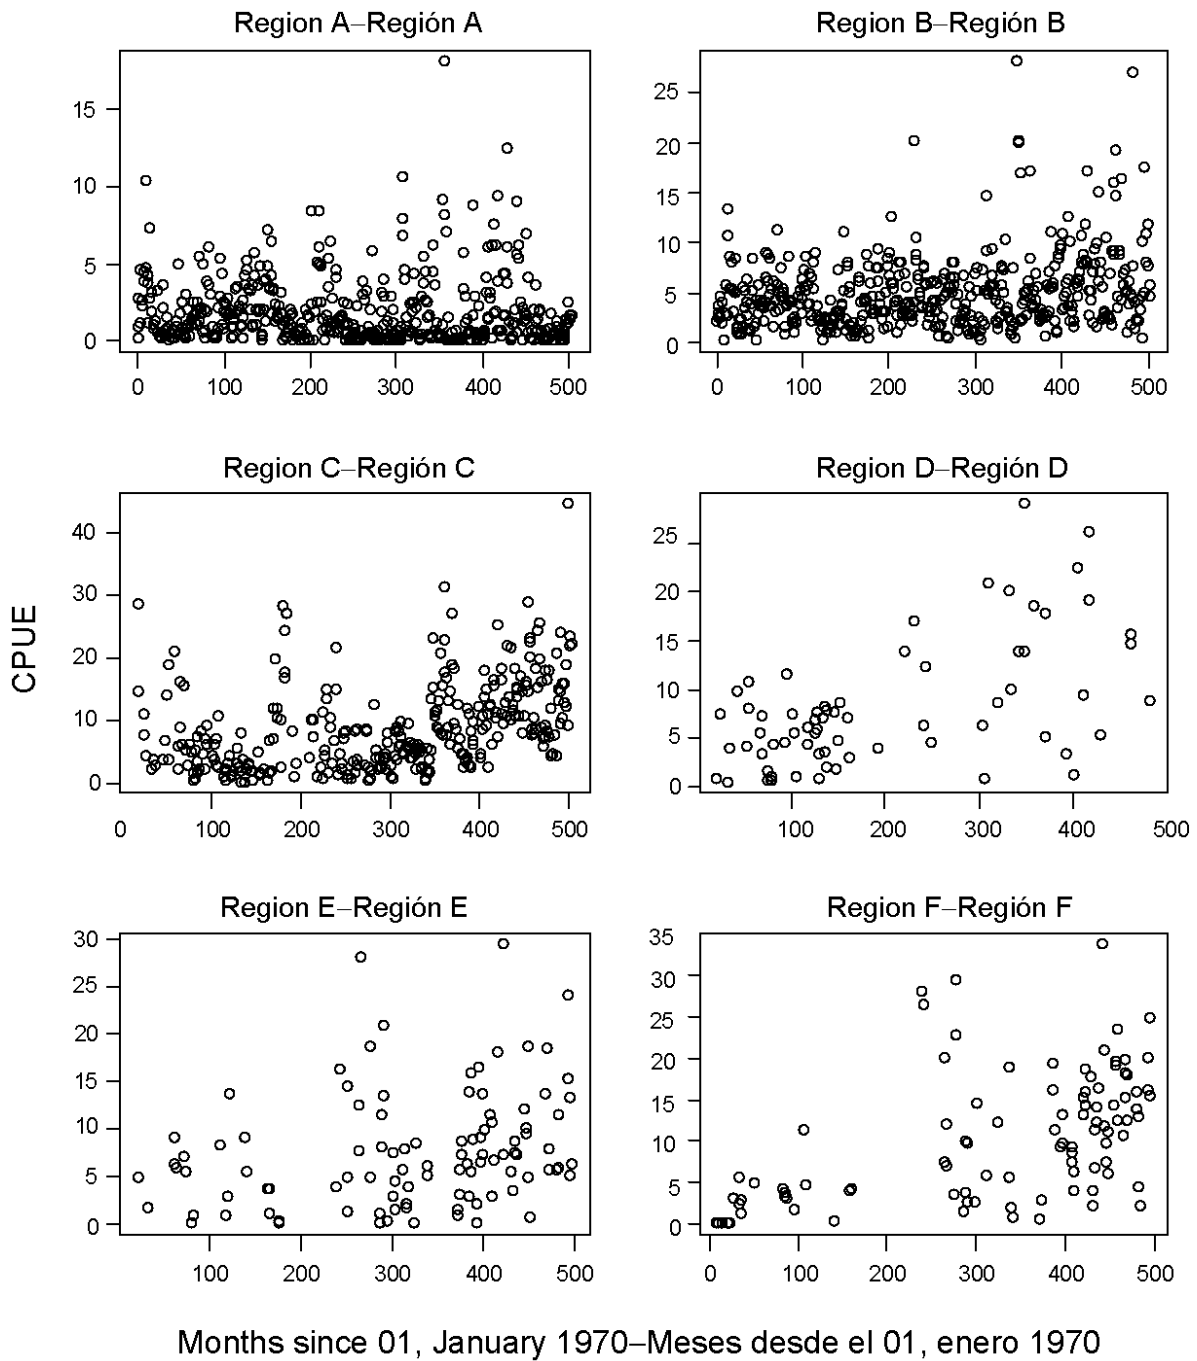 Region A–Región A
Region B–Región B
15
10
5
0
0 100 200 300 400 500
25
20
15
10
5
0
0 100 200 300 400 500
Region C–Región C
Region D–Región D
40
30
20
10
0
0 100 200 300 400 500
25
20
15
10
5
0
100 200 300 400 500
CPUE
Region E–Región E
Region F–Región F
30
25
20
15
10
5
0
100 200 300 400 500
35
30
25
20
15
10
5
0
0 100 200 300 400 500
Months since 01, January 1970–Meses desde el 01, enero 1970